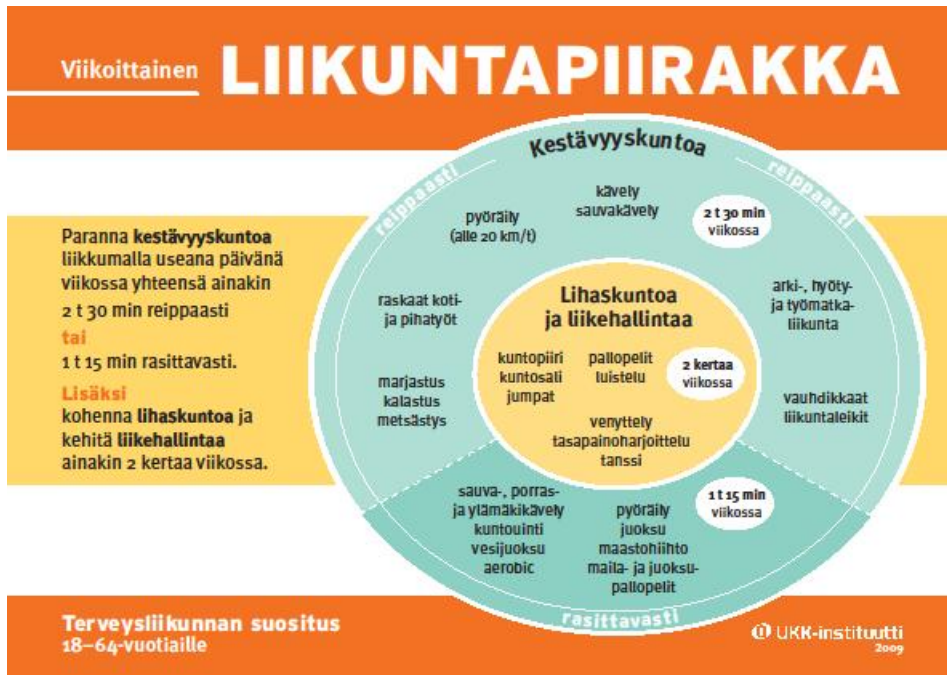 Viikoittainen LIIKUNTAPIIRAKKA
Paranna kestävyyskuntoa
liikkumalla useana päivänä
viikossa yhteensä ainakin
2 t 30 min reippaasti
tai
1 t 15 min rasittavasti.
Lisäksi
kohenna lihaskuntoa ja
kehitä liikehallintaa
ainakin 2 kertaa viikossa.
Kestävyyskuntoa
reippaasti
reippaasti
kävely
sauvakävely
2 t 30 min
viikossa
pyöräily
(alle 20 km/t)
raskaat koti-
ja pihatyöt
arki-, hyöty-
ja työmatka-
liikunta
marjastus
kalastus
metsästys
vauhdikkaat
liikuntaleikit
Lihaskuntoa
ja liikehallintaa
kuntopiiri
kuntosali
jumpat
pallopelit
luistelu
2 kertaa
viikossa
venyttely
tasapainoharjoittelu
tanssi
sauva-, porras-
ja ylämäkikävely
kuntouinti
vesijuoksu
aerobic
pyöräily
juoksu
maastohiihto
maila- ja juoksu-
pallopelit
1 t 15 min
viikossa
rasittavasti
Terveysliikunnan suositus
18–64-vuotiaille
UKK-instituutti
2009